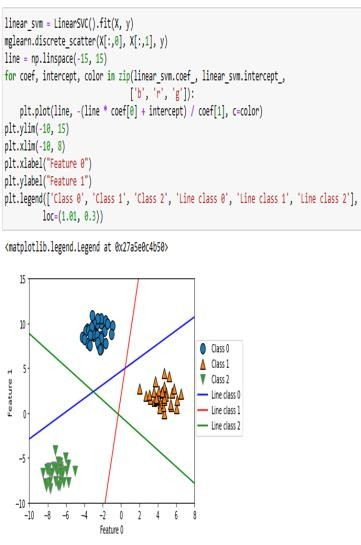 linear_svm = LinearSVC().fit(X, y)
mglearn.discrete_scatter(X[:,0], X[:,1], y)
line = np.linspace(-15, 15)
for coef, intercept, color in zip(linear_svm.coef_, linear_svm.intercept_,
['b', 'r', 'g']):
plt.plot(line, -(line * coef[0] + intercept) / coef[1], c=color)
plt.ylim(-10, 15)
plt.xlim(-10, 8)
plt.xlabel("Feature 0")
plt.ylabel("Feature 1")
plt.legend(['Class 0', 'Class 1', 'Class 2', 'Line class 0', 'Line class 1', 'Line class 2'],
loc=(1.01, 0.3))
<matplotlib.legend.Legend at 0x27a5e0c4b50>
15
10
5
0
−5
−10
Feature 1
−10 −8 −6 −4 −2 0 2 4 6 8
Feature 0
Class 0
Class 1
Class 2
Line class 0
Line class 1
Line class 2